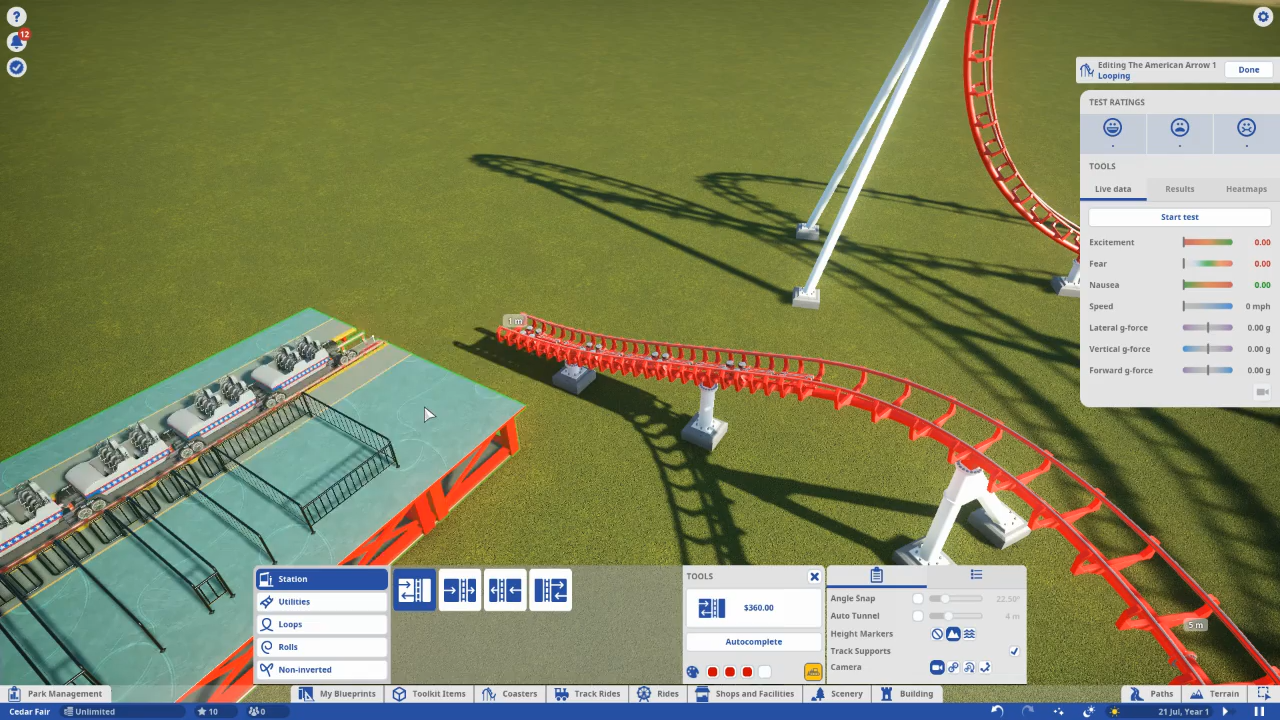 12
Editing The American Arrow 1
Looping
Done
TEST RATINGS
-
-
-
TOOLS
Live data
Results
Heatmaps
Start test
Excitement 0.00
Fear 0.00
Nausea 0.00
Speed 0 mph
Lateral g-force 0.00 g
Vertical g-force 0.00 g
Forward g-force 0.00 g
1 m
5 m
Station
Utilities
Loops
Rolls
Non-inverted
TOOLS
$360.00
Autocomplete
Angle Snap 22.50°
Auto Tunnel 4 m
Height Markers
Track Supports
Camera
Park Management
My Blueprints
Toolkit Items
Coasters
Track Rides
Rides
Shops and Facilities
Scenery
Building
Paths
Terrain
Cedar Fair
Unlimited
10
0
21 Jul, Year 1